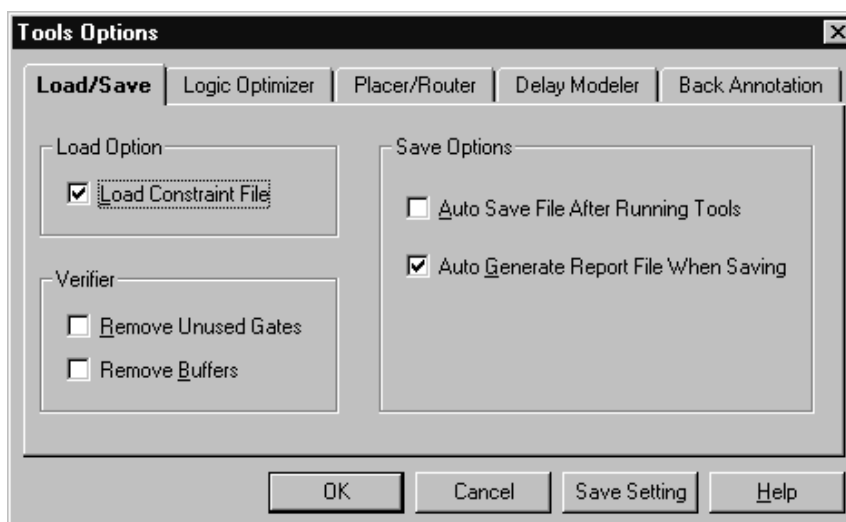 Tools Options
Load/Save Logic Optimizer Placer/Router Delay Modeler Back Annotation
Load Option
Load Constraint File
Verifier
Remove Unused Gates
Remove Buffers
Save Options
Auto Save File After Running Tools
Auto Generate Report File When Saving
OK Cancel Save Setting Help